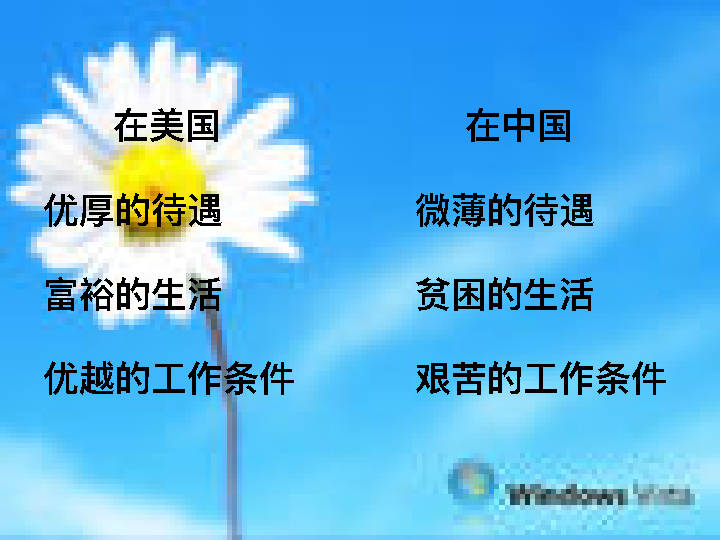 在美国
在中国
优厚的待遇
微薄的待遇
富裕的生活
贫困的生活
优越的工作条件
艰苦的工作条件
Windows Vista